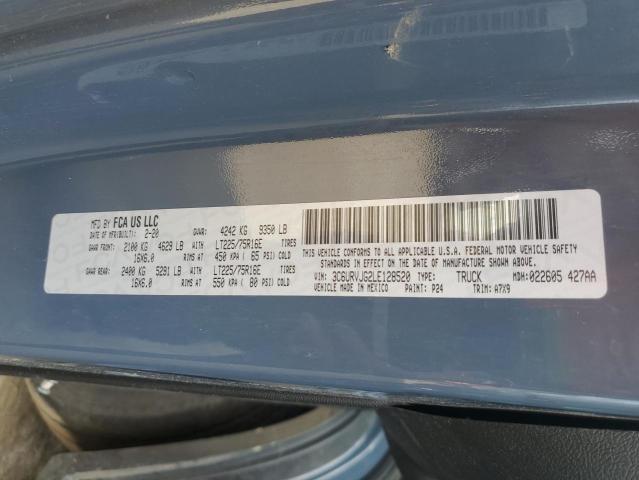 MFD BY FCA US LLC
DATE OF MFR(BUILT): 2-20 GVWR: 4242 KG 9350 LB
GAWR FRONT: 2100 KG 4629 LB WITH LT225/75R16E TIRES
16X6.0 RIMS AT 450 KPA ( 65 PSI) COLD
GAWR REAR: 2400 KG 5291 LB WITH LT225/75R16E TIRES
16X6.0 RIMS AT 550 KPA ( 80 PSI) COLD
THIS VEHICLE CONFORMS TO ALL APPLICABLE U.S.A. FEDERAL MOTOR VEHICLE SAFETY
STANDARDS IN EFFECT ON THE DATE OF MANUFACTURE SHOWN ABOVE.
VIN: 3C6URVJG2LE128520 TYPE: TRUCK MDH: 022605 427AA
VEHICLE MADE IN MEXICO PAINT: P24 TRIM: A7X9